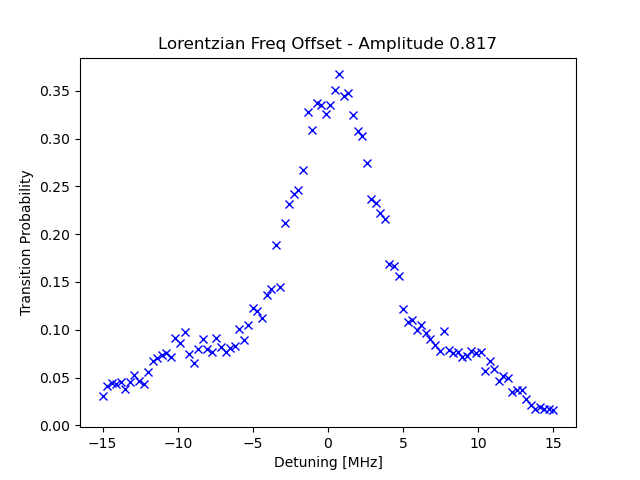 Lorentzian Freq Offset - Amplitude 0.817
Transition Probability
0.35
0.30
0.25
0.20
0.15
0.10
0.05
0.00
−15 −10 −5 0 5 10 15
Detuning [MHz]